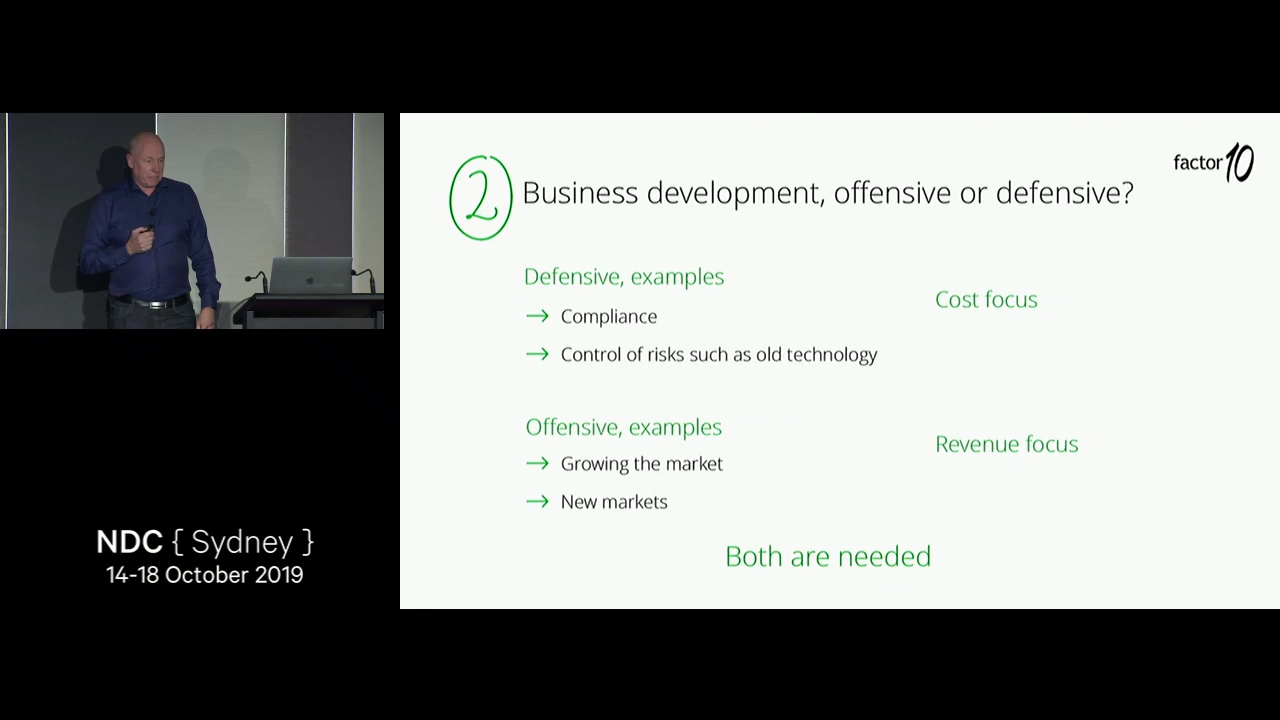 factor10
2
Business development, offensive or defensive?
Defensive, examples
Cost focus
→ Compliance
→ Control of risks such as old technology
Offensive, examples
Revenue focus
→ Growing the market
→ New markets
Both are needed
NDC { Sydney }
14-18 October 2019